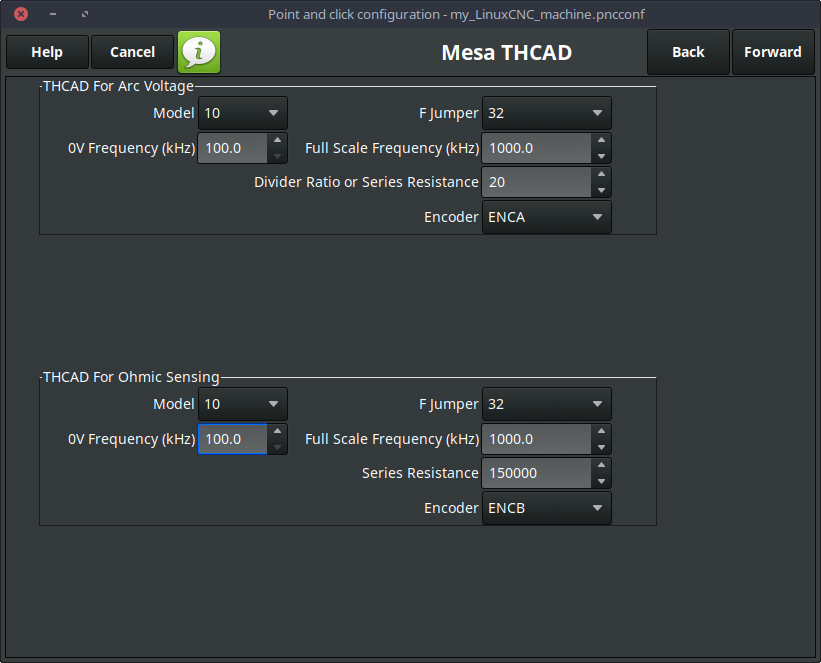 Point and click configuration - my_LinuxCNC_machine.pncconf
Help Cancel i Mesa THCAD Back Forward
THCAD For Arc Voltage
Model 10 F Jumper 32
0V Frequency (kHz) 100.0 Full Scale Frequency (kHz) 1000.0
Divider Ratio or Series Resistance 20
Encoder ENCA
THCAD For Ohmic Sensing
Model 10 F Jumper 32
0V Frequency (kHz) 100.0 Full Scale Frequency (kHz) 1000.0
Series Resistance 150000
Encoder ENCB